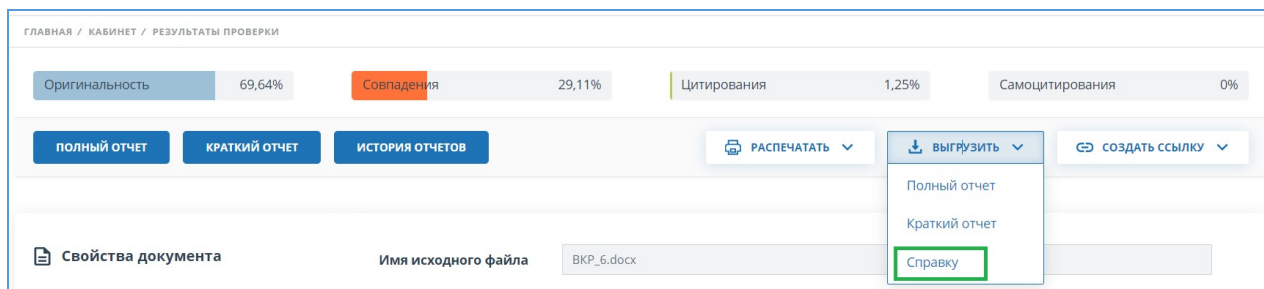 ГЛАВНАЯ / КАБИНЕТ / РЕЗУЛЬТАТЫ ПРОВЕРКИ
Оригинальность 69,64% Совпадения 29,11% Цитирования 1,25% Самоцитирования 0%
ПОЛНЫЙ ОТЧЕТ КРАТКИЙ ОТЧЕТ ИСТОРИЯ ОТЧЕТОВ РАСПЕЧАТАТЬ ВЫГРУЗИТЬ СОЗДАТЬ ССЫЛКУ
Полный отчет
Краткий отчет
Свойства документа Имя исходного файла ВКР_6.docx Справку